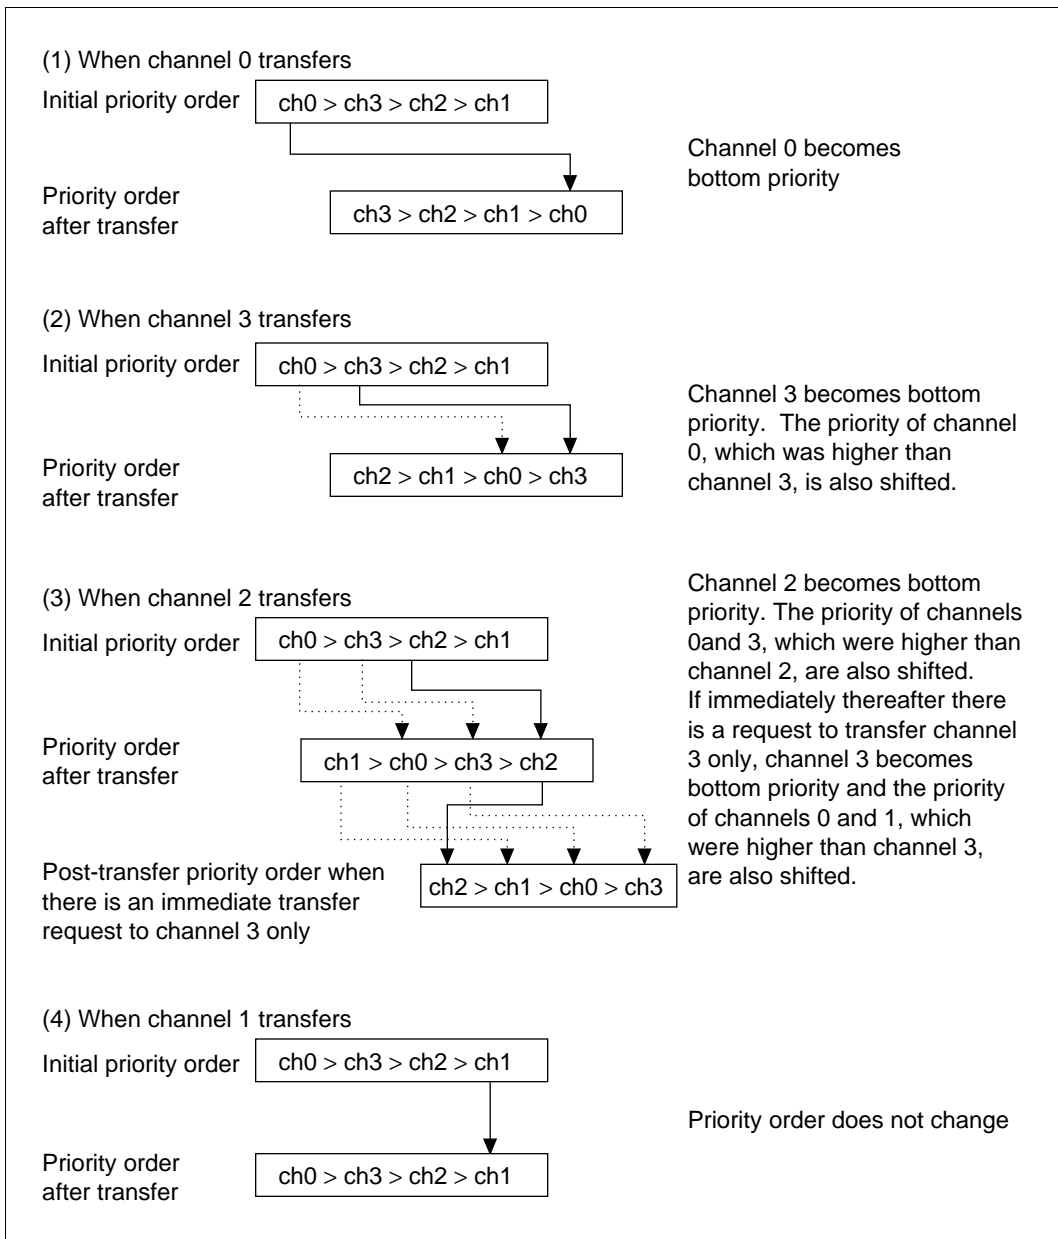 (1) When channel 0 transfers
Initial priority order
ch0 > ch3 > ch2 > ch1
Channel 0 becomes
bottom priority
Priority order
after transfer
ch3 > ch2 > ch1 > ch0
(2) When channel 3 transfers
Initial priority order
ch0 > ch3 > ch2 > ch1
Channel 3 becomes bottom
priority.  The priority of channel
0, which was higher than
channel 3, is also shifted.
Priority order
after transfer
ch2 > ch1 > ch0 > ch3
(3) When channel 2 transfers
Initial priority order
ch0 > ch3 > ch2 > ch1
Channel 2 becomes bottom
priority. The priority of channels
0and 3, which were higher than
channel 2, are also shifted.
If immediately thereafter there
is a request to transfer channel
3 only, channel 3 becomes
bottom priority and the priority
of channels 0 and 1, which
were higher than channel 3,
are also shifted.
Priority order
after transfer
ch1 > ch0 > ch3 > ch2
Post-transfer priority order when
there is an immediate transfer
request to channel 3 only
ch2 > ch1 > ch0 > ch3
(4) When channel 1 transfers
Initial priority order
ch0 > ch3 > ch2 > ch1
Priority order does not change
Priority order
after transfer
ch0 > ch3 > ch2 > ch1